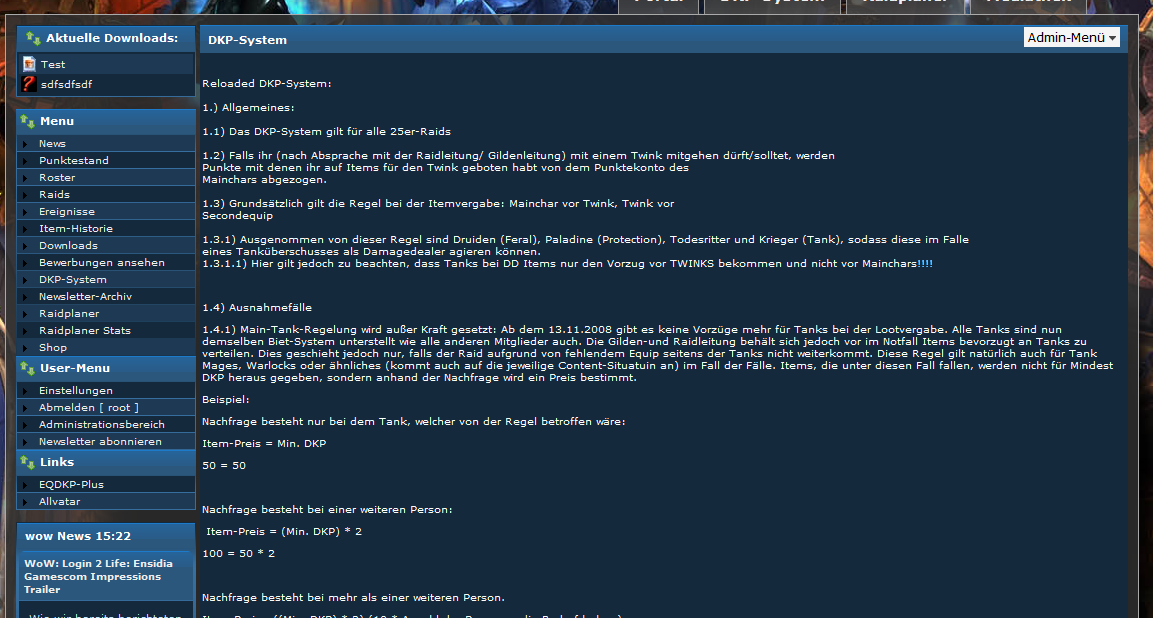 Portal
DKP-System
Raidplaner
Aktuelle Downloads:
Test
sdfsdfsdf
Menu
News
Punktestand
Roster
Raids
Ereignisse
Item-Historie
Downloads
Bewerbungen ansehen
DKP-System
Newsletter-Archiv
Raidplaner
Raidplaner Stats
Shop
User-Menu
Einstellungen
Abmelden [ root ]
Administrationsbereich
Newsletter abonnieren
Links
EQDKP-Plus
Allvatar
wow News 15:22
WoW: Login 2 Life: Ensidia
Gamescom Impressions
Trailer
Wie wir bereits berichteten
DKP-System
Admin-Menü
Reloaded DKP-System:
1.) Allgemeines:
1.1) Das DKP-System gilt für alle 25er-Raids
1.2) Falls ihr (nach Absprache mit der Raidleitung/ Gildenleitung) mit einem Twink mitgehen dürft/solltet, werden
Punkte mit denen ihr auf Items für den Twink geboten habt von dem Punktekonto des
Mainchars abgezogen.
1.3) Grundsätzlich gilt die Regel bei der Itemvergabe: Mainchar vor Twink, Twink vor
Secondequip
1.3.1) Ausgenommen von dieser Regel sind Druiden (Feral), Paladine (Protection), Todesritter und Krieger (Tank), sodass diese im Falle
eines Tanküberschusses als Damagedealer agieren können.
1.3.1.1) Hier gilt jedoch zu beachten, dass Tanks bei DD Items nur den Vorzug vor TWINKS bekommen und nicht vor Mainchars!!!!
1.4) Ausnahmefälle
1.4.1) Main-Tank-Regelung wird außer Kraft gesetzt: Ab dem 13.11.2008 gibt es keine Vorzüge mehr für Tanks bei der Lootvergabe. Alle Tanks sind nun
demselben Biet-System unterstellt wie alle anderen Mitglieder auch. Die Gilden-und Raidleitung behält sich jedoch vor im Notfall Items bevorzugt an Tanks zu
verteilen. Dies geschieht jedoch nur, falls der Raid aufgrund von fehlendem Equip seitens der Tanks nicht weiterkommt. Diese Regel gilt natürlich auch für Tank
Mages, Warlocks oder ähnliches (kommt auch auf die jeweilige Content-Situatuin an) im Fall der Fälle. Items, die unter diesen Fall fallen, werden nicht für Mindest
DKP heraus gegeben, sondern anhand der Nachfrage wird ein Preis bestimmt.
Beispiel:
Nachfrage besteht nur bei dem Tank, welcher von der Regel betroffen wäre:
Item-Preis = Min. DKP
50 = 50
Nachfrage besteht bei einer weiteren Person:
Item-Preis = (Min. DKP) * 2
100 = 50 * 2
Nachfrage besteht bei mehr als einer weiteren Person.